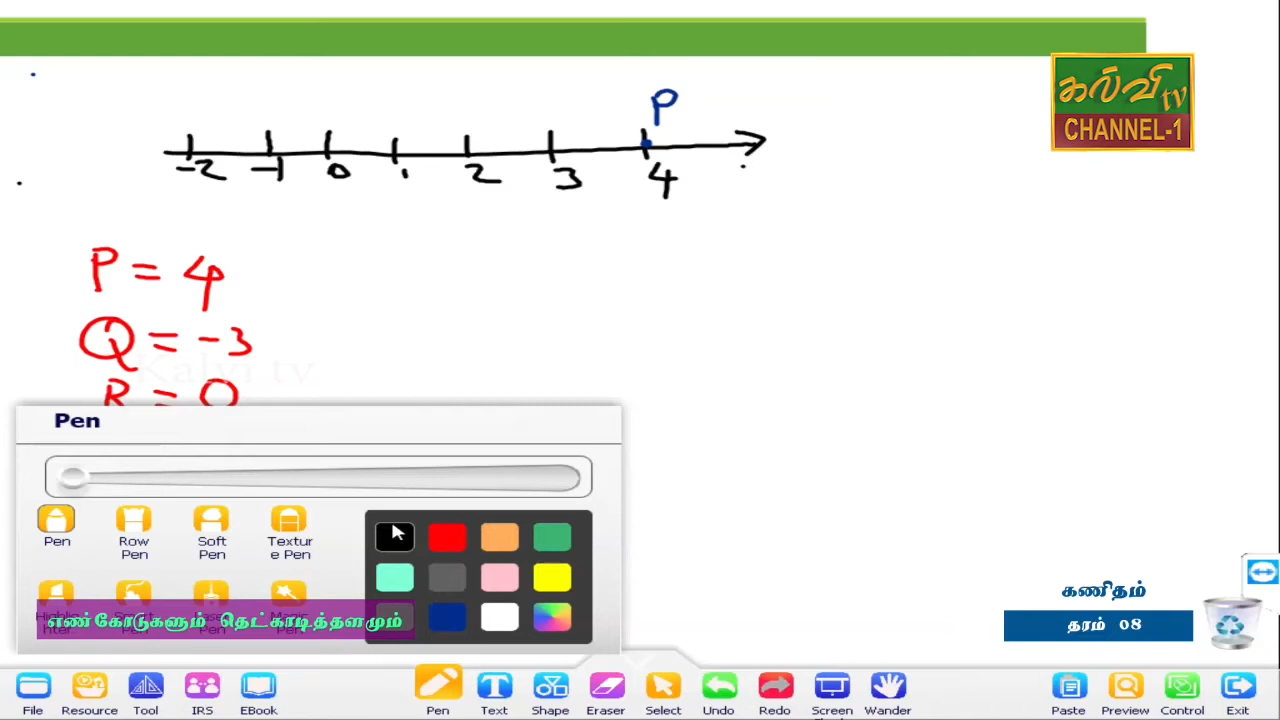 கல்வி tv
CHANNEL-1
P
-2 -1 0 1 2 3 4
P = 4
Q = -3
Kalvi tv
R = 0
Pen
Pen
Row Pen
Soft Pen
Texture Pen
எண்கோடுகளும் தெட்காடித்தளமும்
கணிதம்
தரம் 08
File Resource Tool IRS EBook Pen Text Shape Eraser Select Undo Redo Screen Wander Paste Preview Control Exit